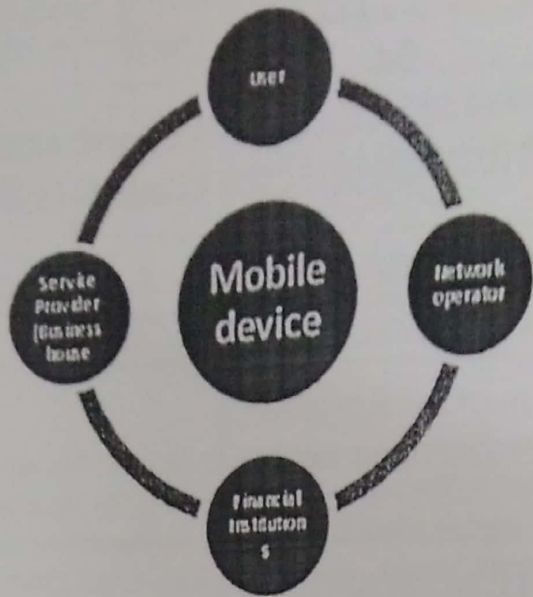 user
Mobile
device
Network
operator
Service
Provider
(Business
house
Financial
Institution
s